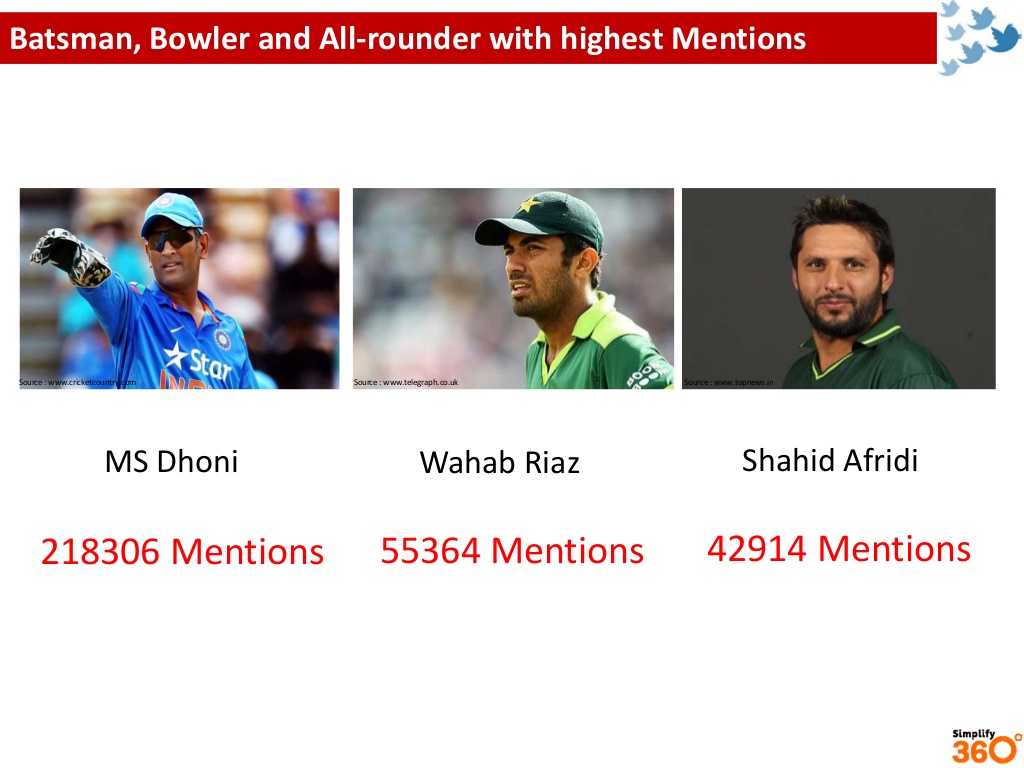 Batsman, Bowler and All-rounder with highest Mentions
Star
Source : www.cricketcountry.com
Source : www.telegraph.co.uk
Source : www.topnews.in
MS Dhoni
Wahab Riaz
Shahid Afridi
218306 Mentions
55364 Mentions
42914 Mentions
Simplify
360°